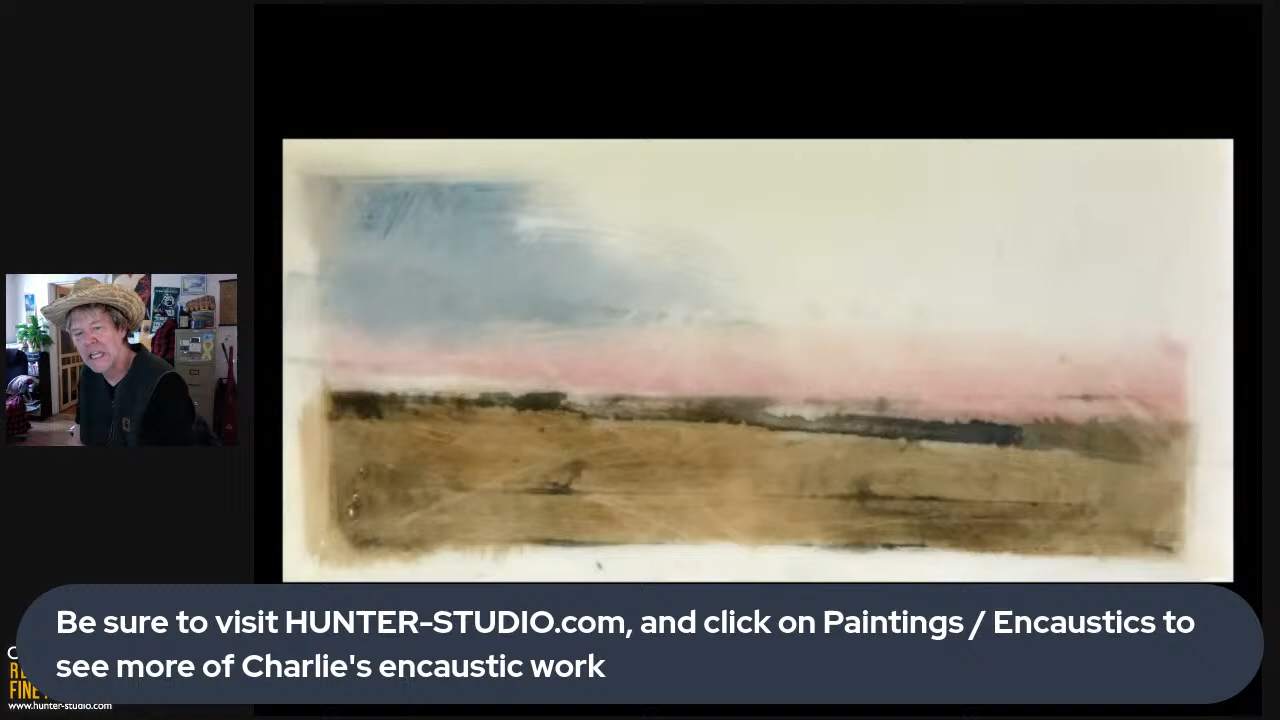 Be sure to visit HUNTER-STUDIO.com, and click on Paintings / Encaustics to
see more of Charlie's encaustic work
www.hunter-studio.com